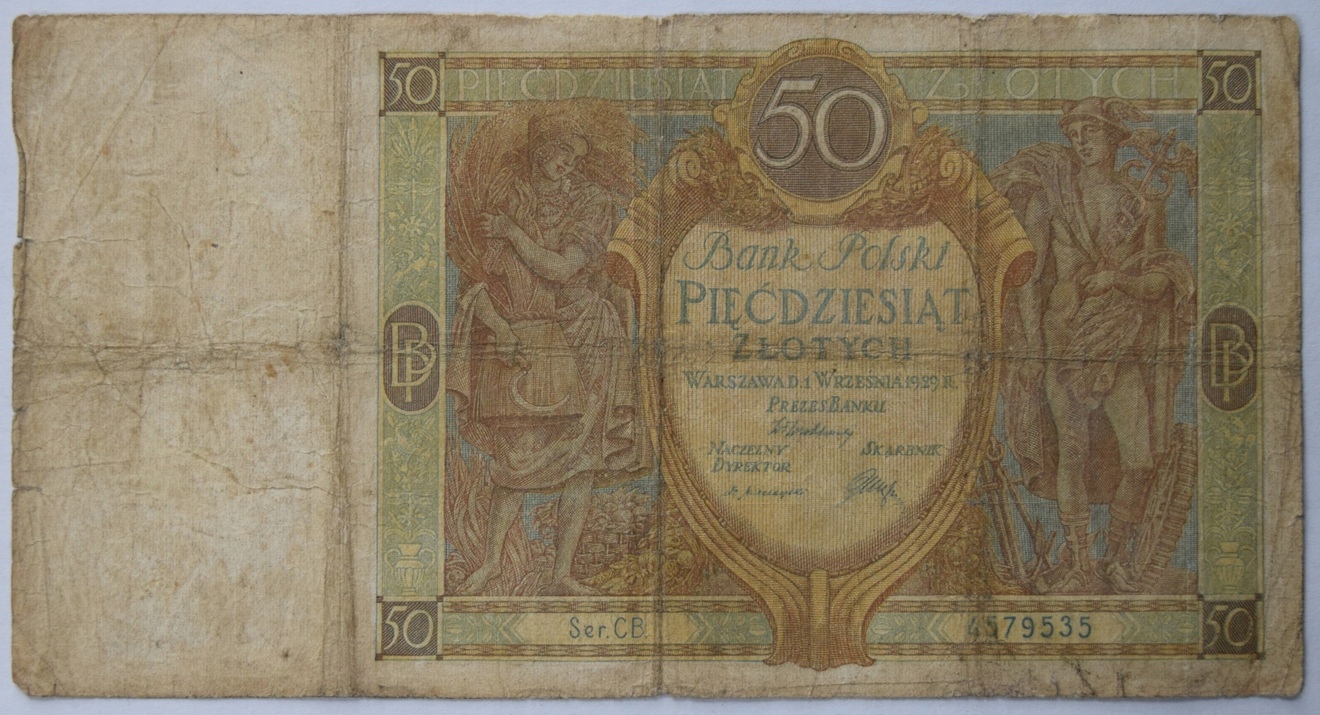 50 PIĘĆDZIESIĄT 50 ZŁOTYCH 50
Bank Polski
PIĘĆDZIESIĄT
ZŁOTYCH
BP BP
WARSZAWA D. 1 WRZEŚNIA 1929 R.
PREZES BANKU
NACZELNY SKARBNIK
DYREKTOR
50 Ser. CB. 4579535 50